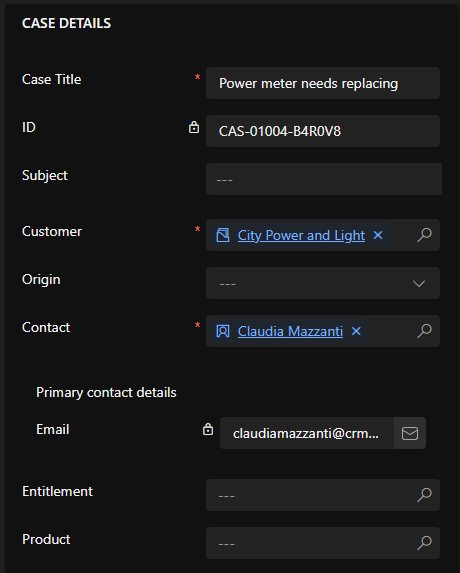 CASE DETAILS
Case Title * Power meter needs replacing
ID CAS-01004-B4R0V8
Subject ---
Customer * City Power and Light
Origin ---
Contact * Claudia Mazzanti
Primary contact details
Email claudiamazzanti@crm...
Entitlement ---
Product ---